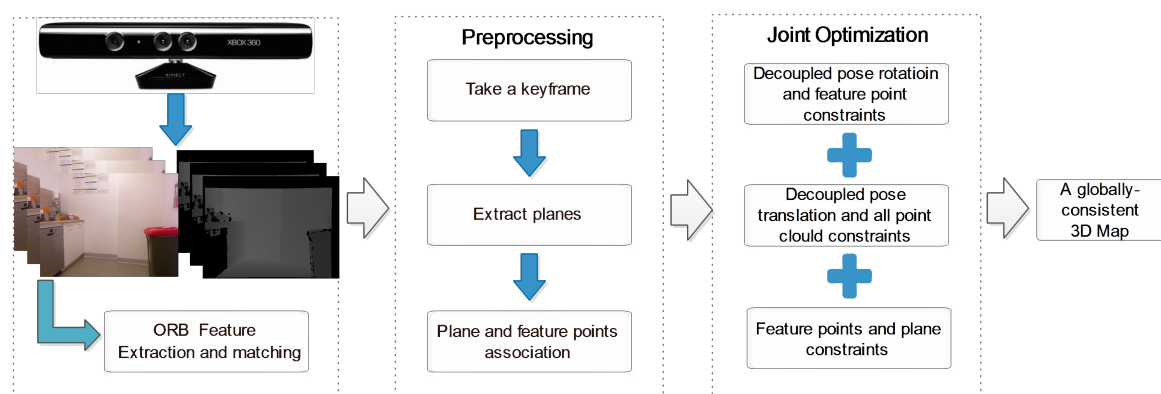 XBOX 360
KINECT
ORB Feature
Extraction and matching
Preprocessing
Take a keyframe
Extract planes
Plane and feature points
association
Joint Optimization
Decoupled pose rotatioin
and feature point
constraints
Decoupled pose
translation and all point
clould constraints
Feature points and plane
constraints
A globally-
consistent
3D Map